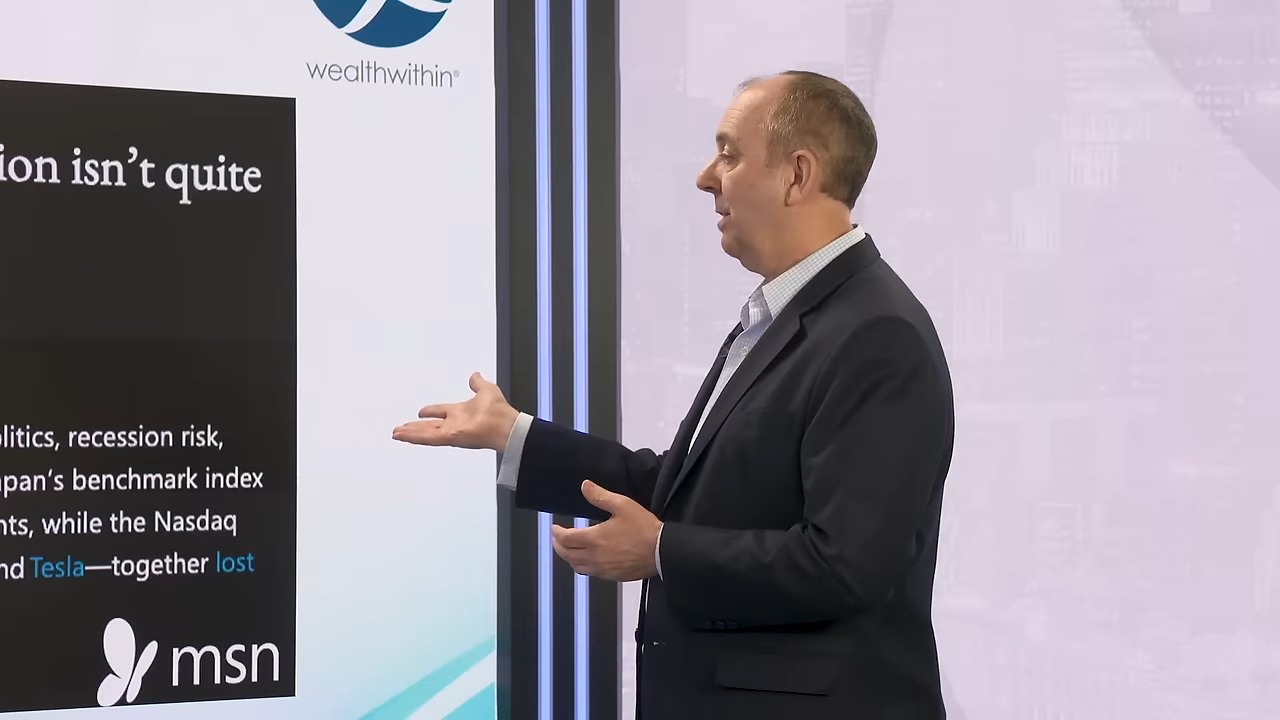 wealthwithin®
ion isn't quite
litics, recession risk,
pan's benchmark index
nts, while the Nasdaq
nd Tesla—together lost
msn